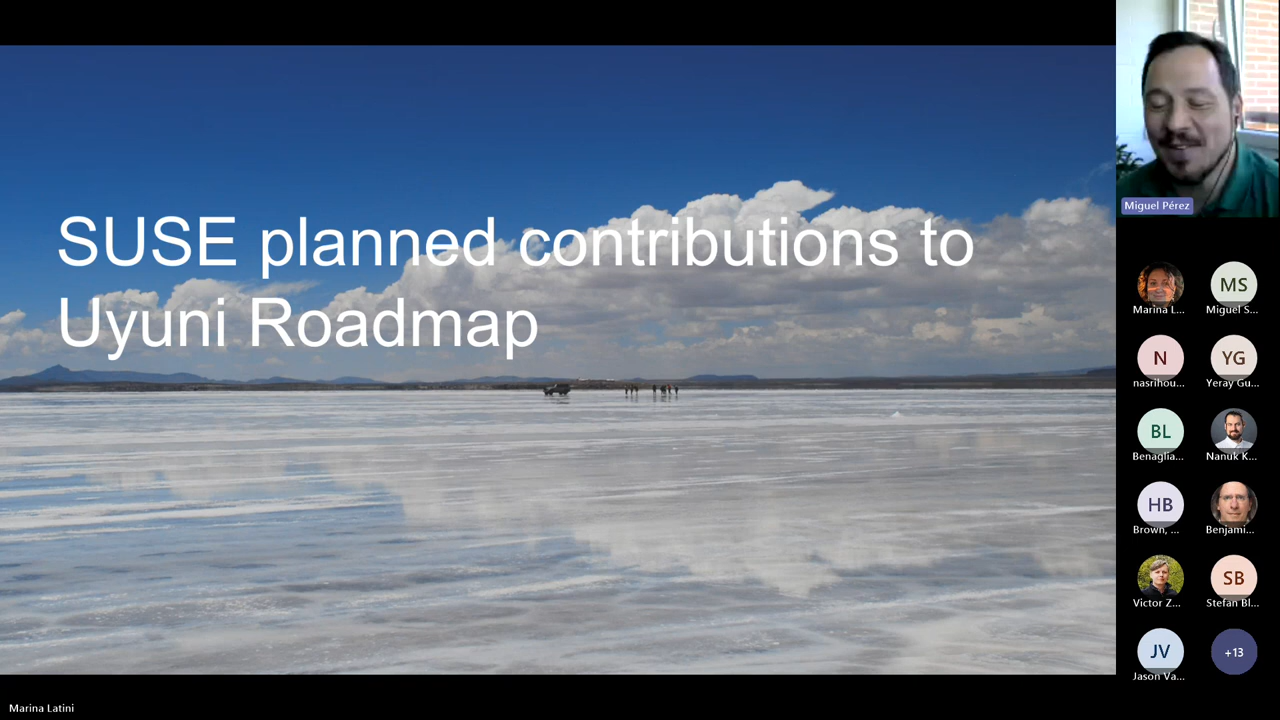 SUSE planned contributions to
Uyuni Roadmap
Miguel Pérez
Marina L...
MS
Miguel S...
N
nasrihou...
YG
Yeray Gu...
BL
Benaglia...
Nanuk K...
HB
Brown, ...
Benjami...
Victor Z...
SB
Stefan Bl...
JV
Jason Va...
+13
Marina Latini